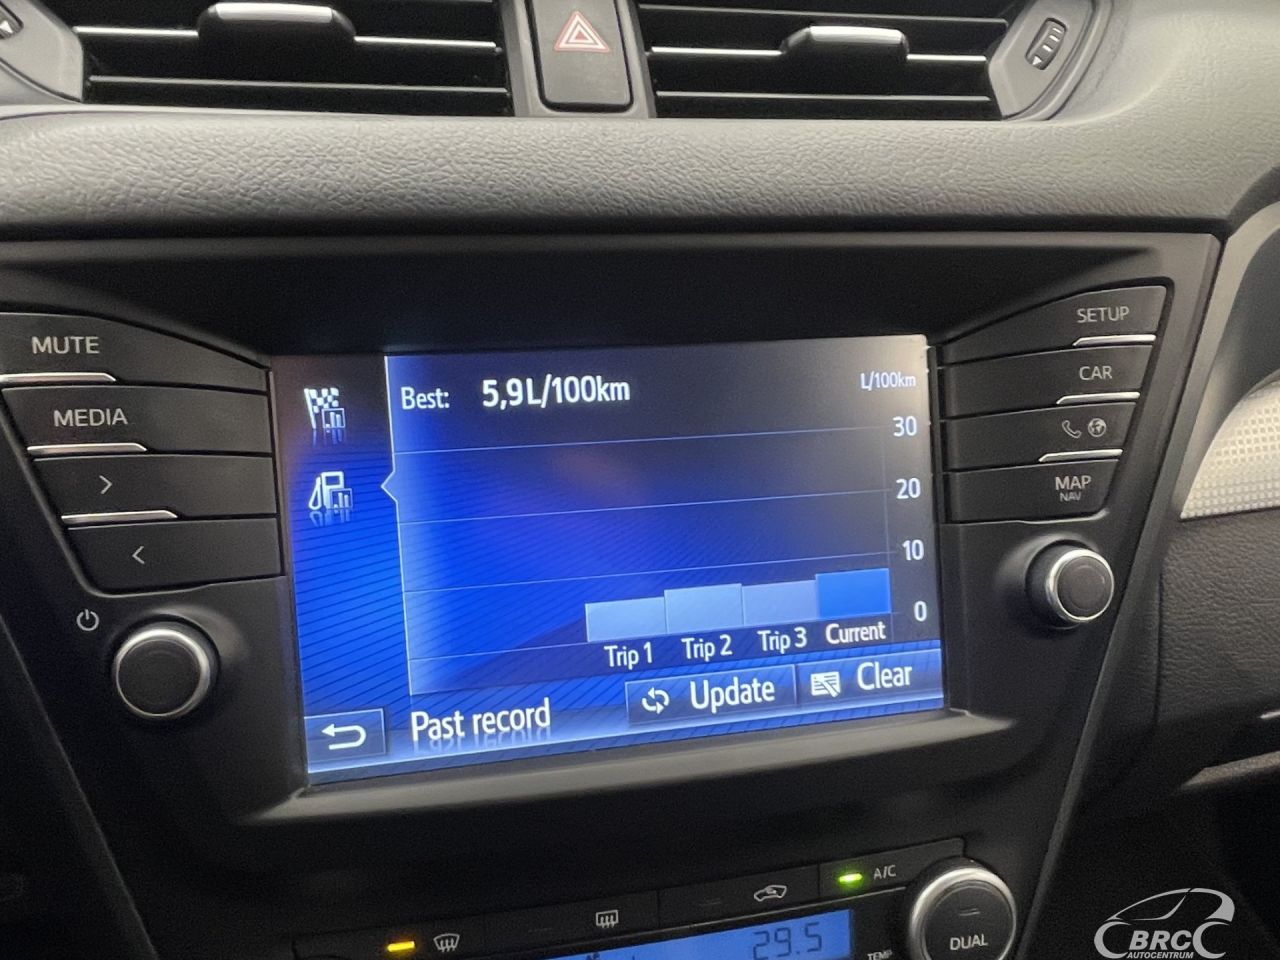 MUTE
MEDIA
>
<
SETUP
CAR
MAP
NAV
Best: 5,9L/100km
L/100km
30
20
10
0
Trip 1 Trip 2 Trip 3 Current
Past record
Update
Clear
A/C
29.5
TEMP
DUAL
BRC
AUTOCENTRUM